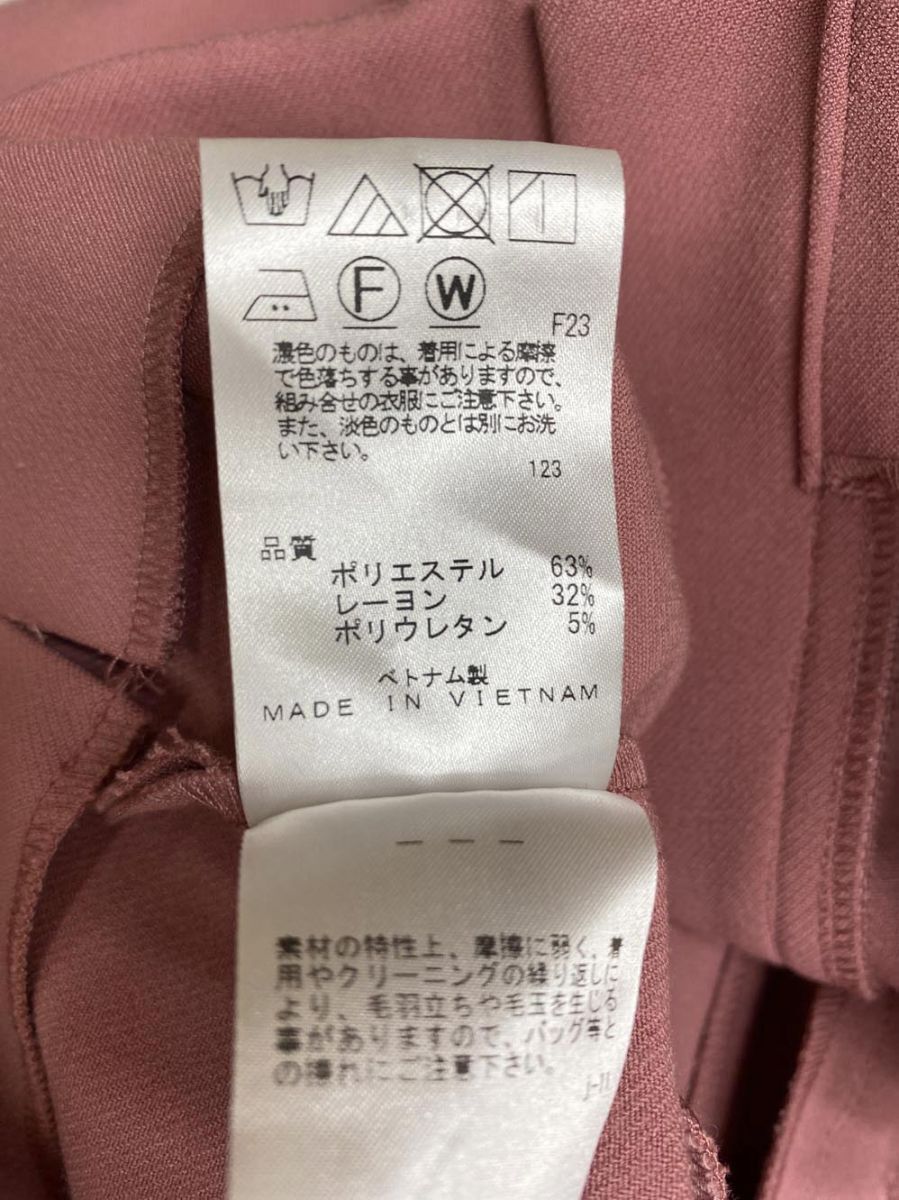 F
W
F23
濃色のものは、着用による摩擦
で色落ちする事がありますので、
組み合せの衣服にご注意下さい。
また、淡色のものとは別にお洗
い下さい。
123
品質
ポリエステル 63%
レーヨン 32%
ポリウレタン 5%
ベトナム製
MADE IN VIETNAM
素材の特性上、摩擦に弱く、着
用やクリーニングの繰り返しに
より、毛羽立ちや毛玉を生じる
事がありますので、バッグ等と
の擦れにご注意下さい。